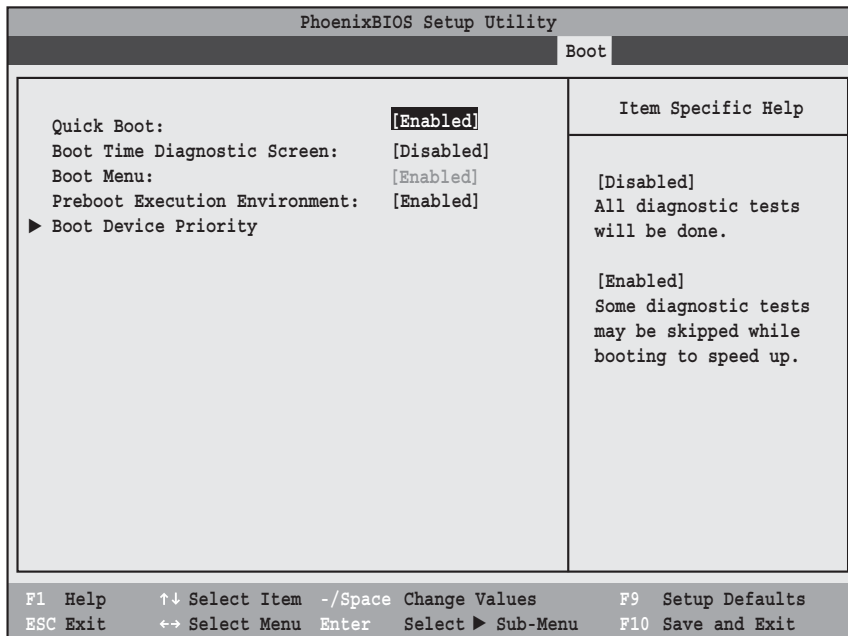 PhoenixBIOS Setup Utility
Boot
Quick Boot: [Enabled]
Boot Time Diagnostic Screen: [Disabled]
Boot Menu: [Enabled]
Preboot Execution Environment: [Enabled]
▶ Boot Device Priority
Item Specific Help
[Disabled]
All diagnostic tests
will be done.
[Enabled]
Some diagnostic tests
may be skipped while
booting to speed up.
F1 Help ↑↓ Select Item -/Space Change Values F9 Setup Defaults
ESC Exit ←→ Select Menu Enter Select ▶ Sub-Menu F10 Save and Exit